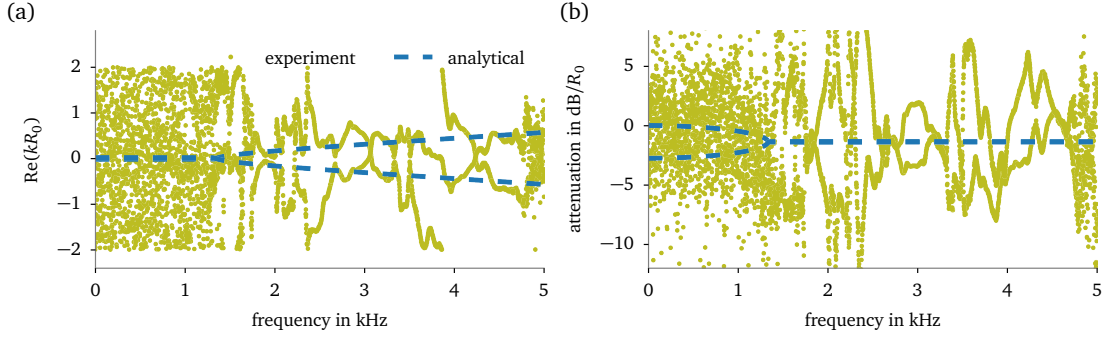 (a)
Re(kR₀)
2
1
0
−1
−2
experiment
analytical
0
1
2
3
4
5
frequency in kHz
(b)
attenuation in dB/R₀
5
0
−5
−10
0
1
2
3
4
5
frequency in kHz